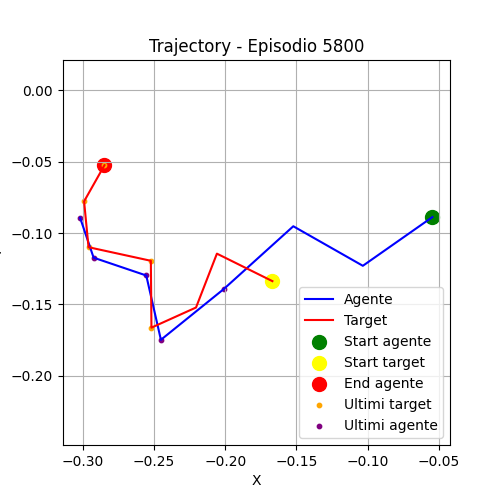 Trajectory - Episodio 5800
0.00
−0.05
−0.10
−0.15
−0.20
Agente
Target
Start agente
Start target
End agente
Ultimi target
Ultimi agente
−0.30
−0.25
−0.20
−0.15
−0.10
−0.05
X